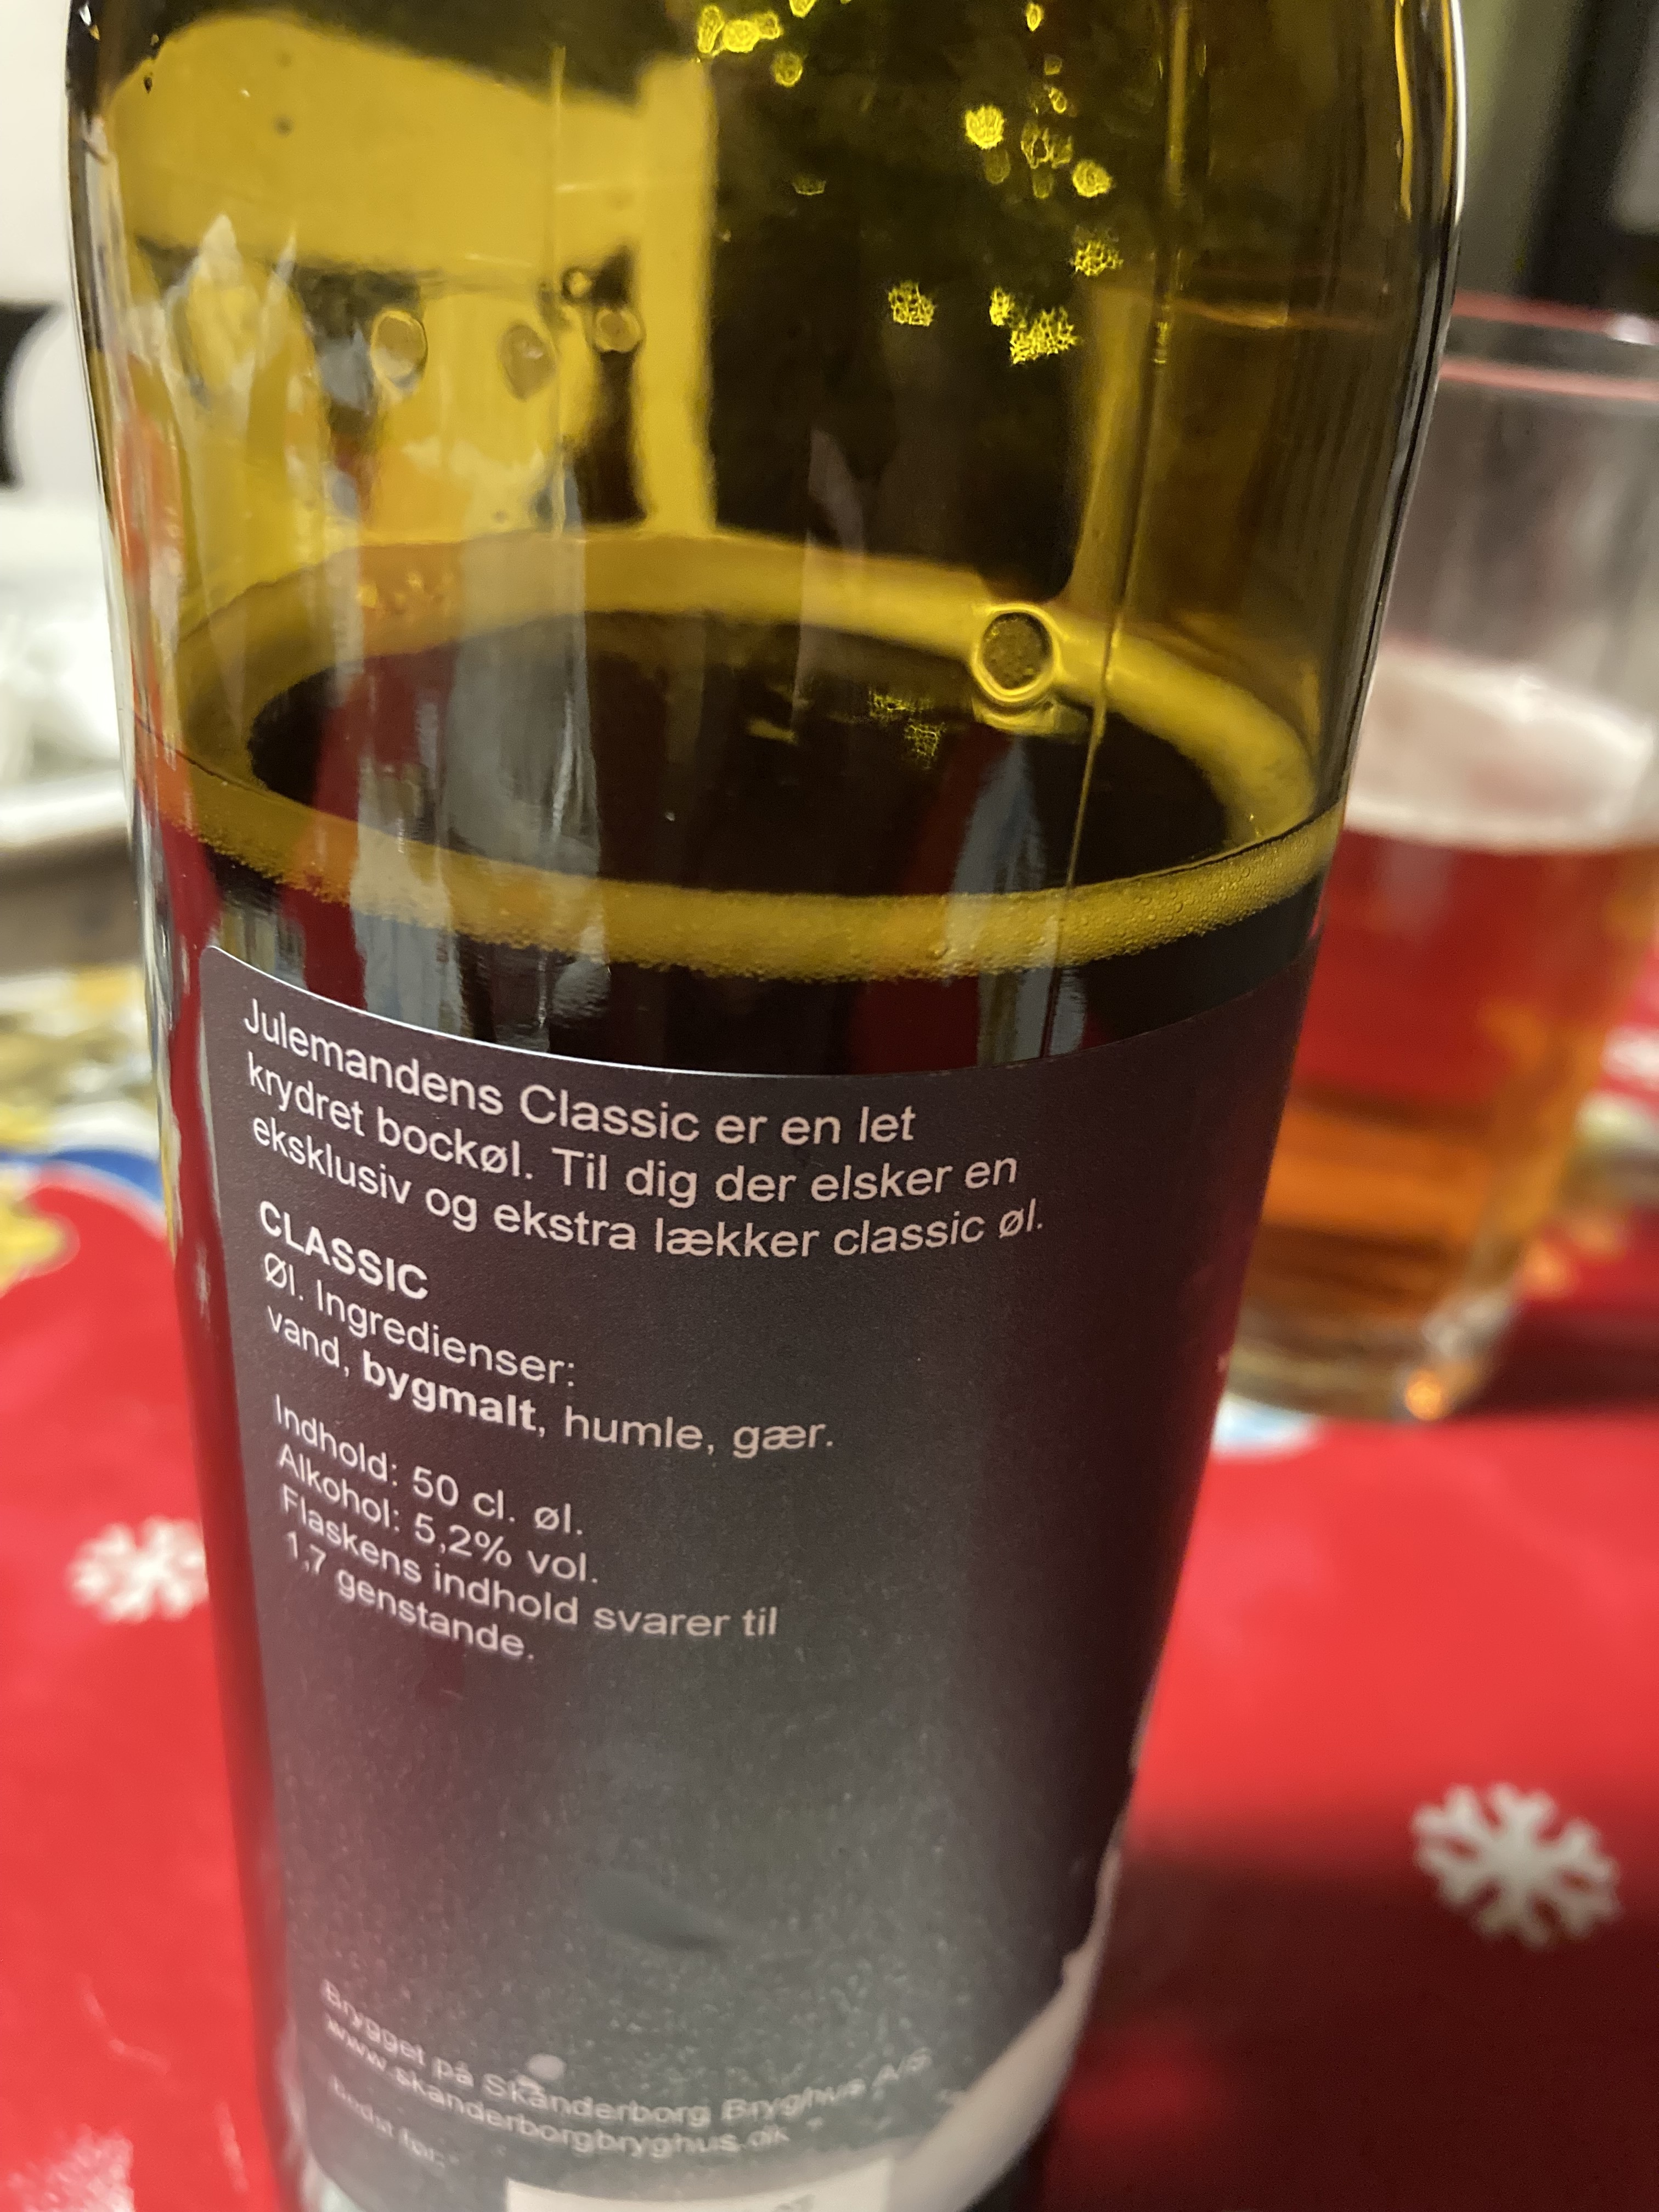 Julemandens Classic er en let
krydret bockøl. Til dig der elsker en
eksklusiv og ekstra lækker classic øl.
CLASSIC
Øl. Ingredienser:
vand, bygmalt, humle, gær.
Indhold: 50 cl. øl.
Alkohol: 5,2% vol.
Flaskens indhold svarer til
1,7 genstande.
Brygget på Skanderborg Bryghus A/S
www.skanderborgbryghus.dk